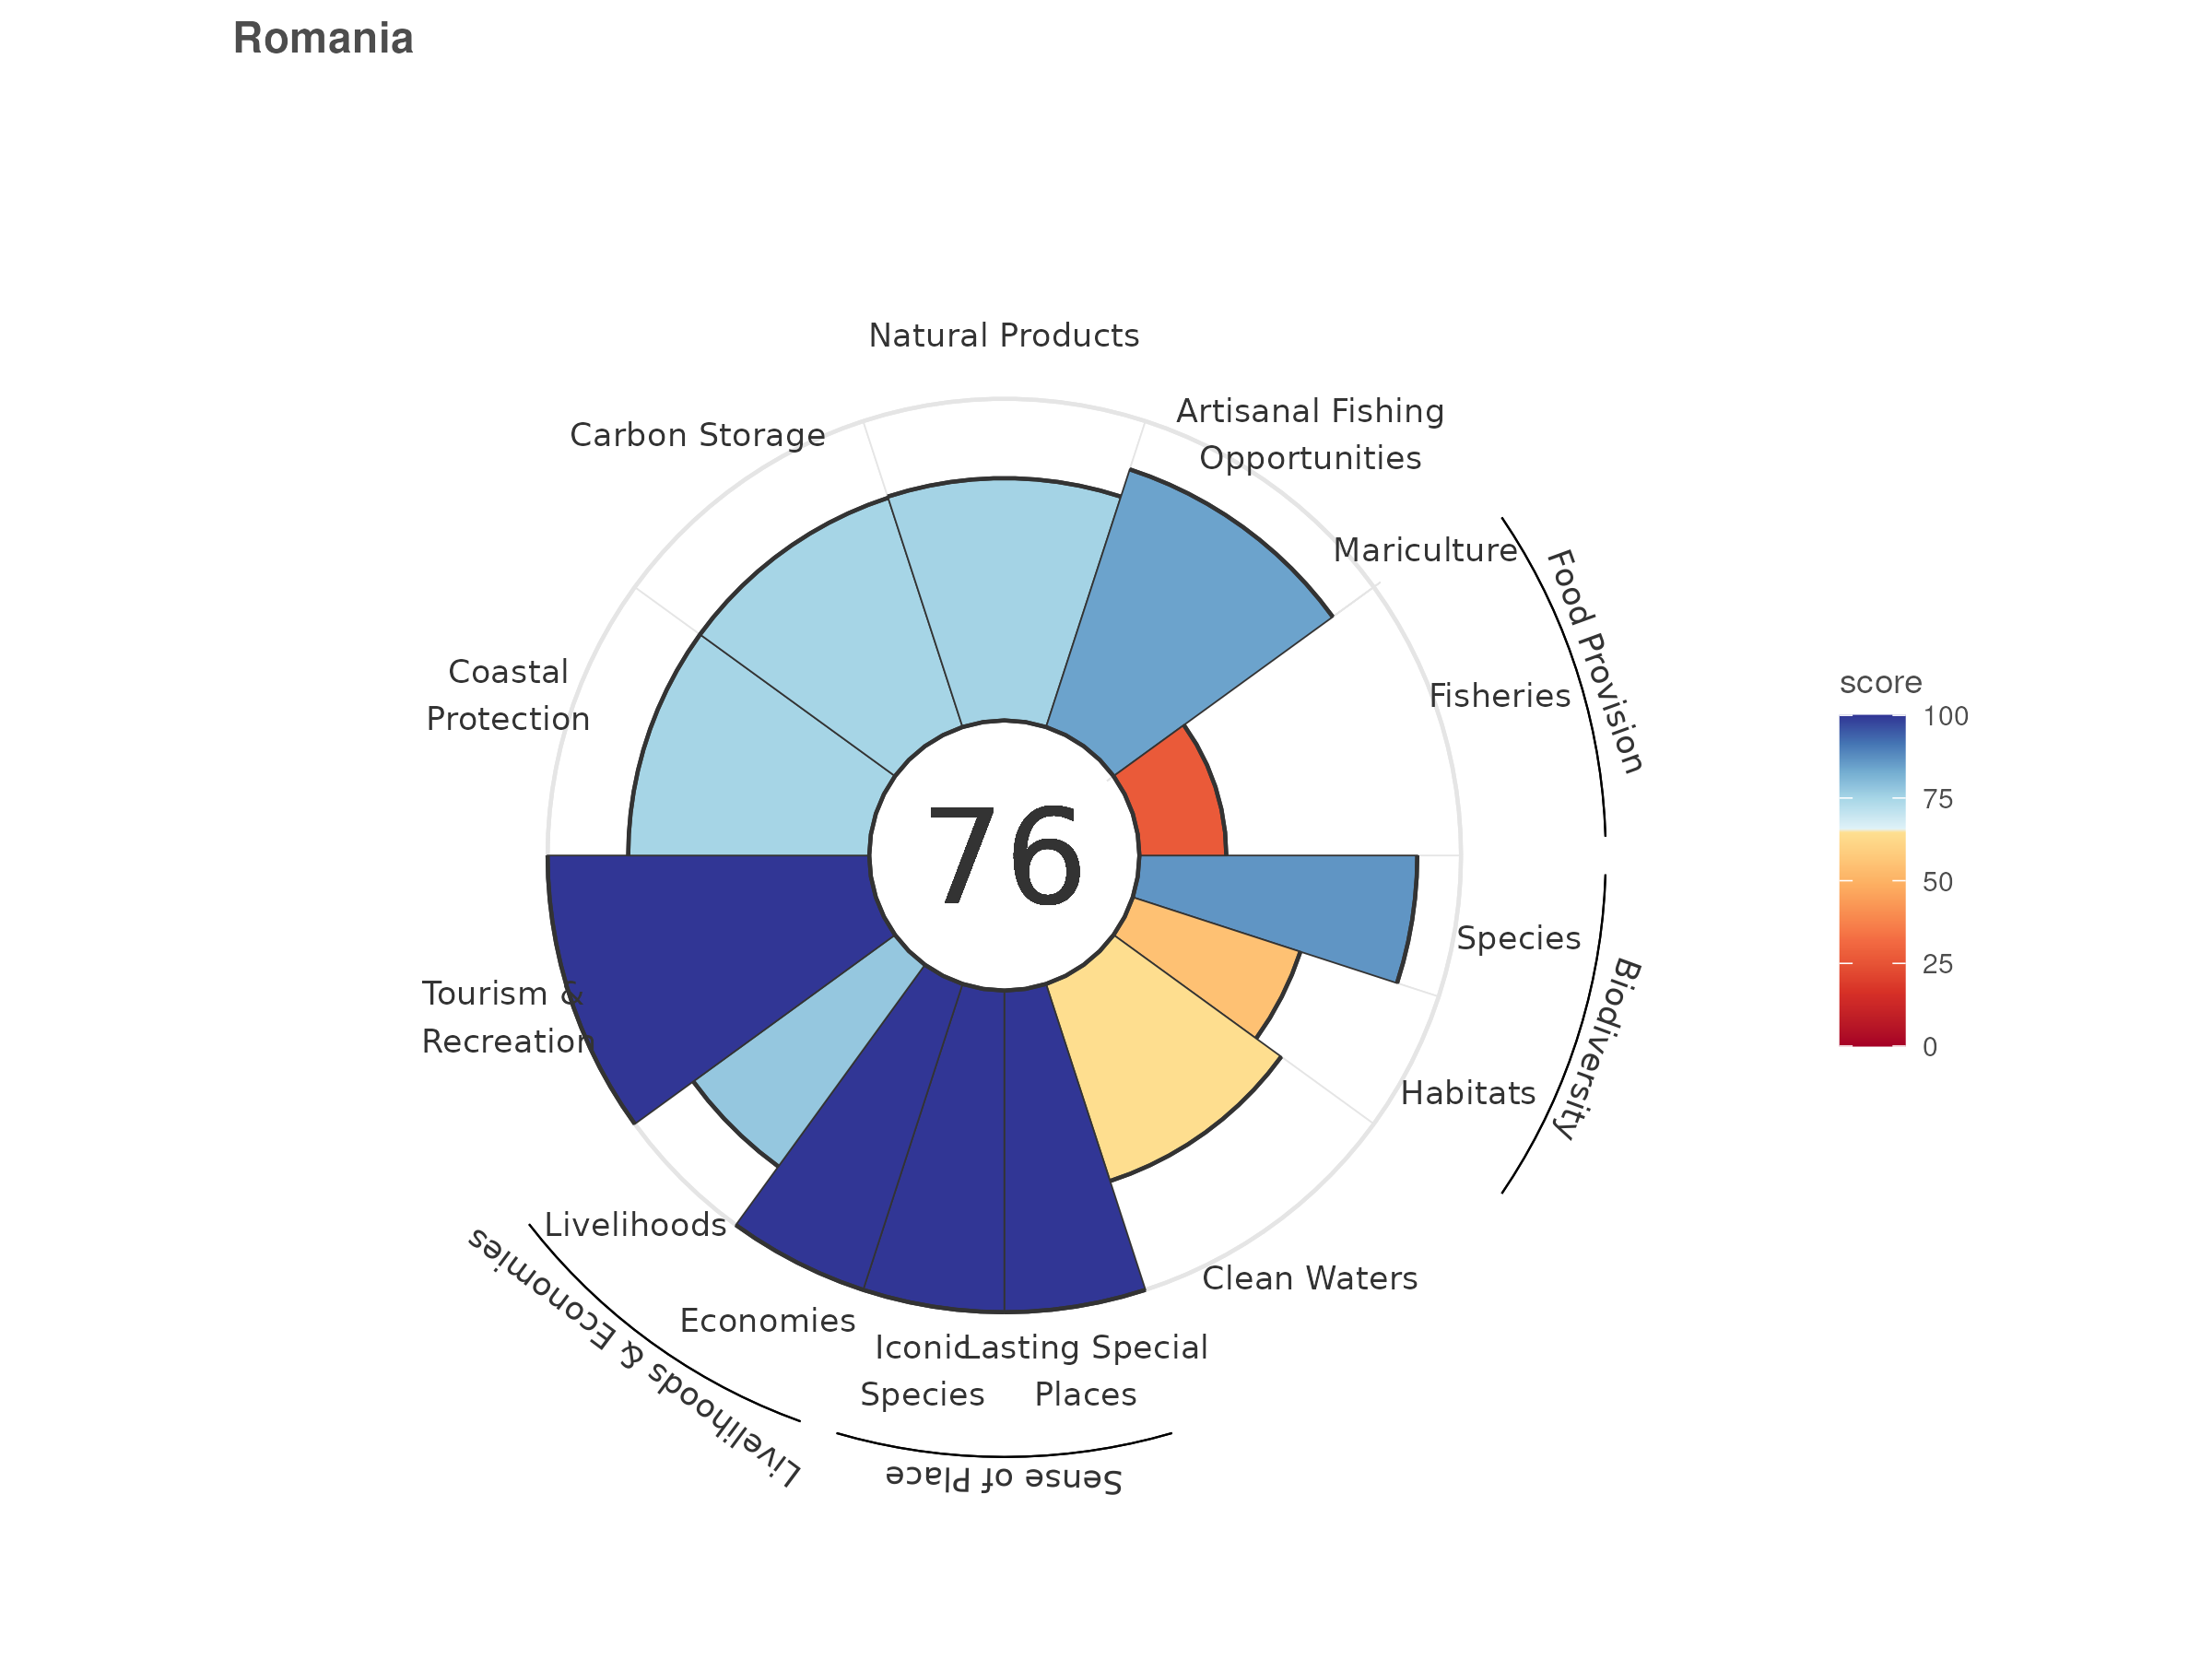 Romania
Natural Products
Artisanal Fishing
Opportunities
Carbon Storage
Mariculture
Food Provision
Coastal
Protection
Fisheries
score
100
75
50
25
0
76
Species
Biodiversity
Tourism &
Recreation
Habitats
Livelihoods
Clean Waters
Economies
Livelihoods & Economies
Iconic
Species
Lasting Special
Places
Sense of Place